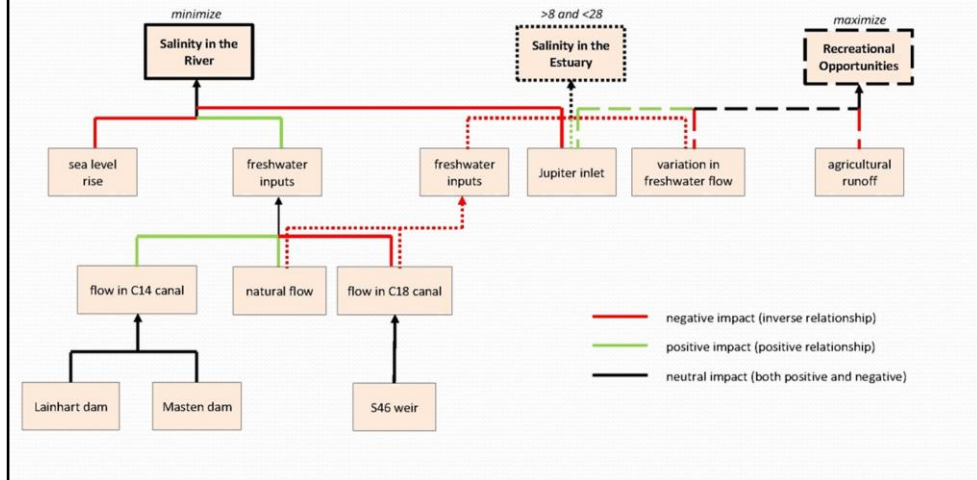 minimize
>8 and <28
maximize
Salinity in the
River
Salinity in the
Estuary
Recreational
Opportunities
sea level
rise
freshwater
inputs
freshwater
inputs
Jupiter inlet
variation in
freshwater flow
agricultural
runoff
flow in C14 canal
natural flow
flow in C18 canal
negative impact (inverse relationship)
positive impact (positive relationship)
neutral impact (both positive and negative)
Lainhart dam
Masten dam
S46 weir